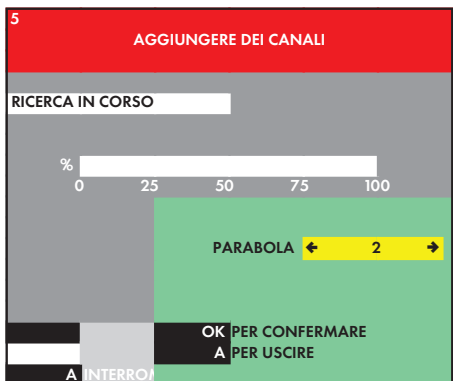 5
AGGIUNGERE DEI CANALI
RICERCA IN CORSO
%
0 25 50 75 100
PARABOLA ← 2 →
OK PER CONFERMARE
A PER USCIRE
A